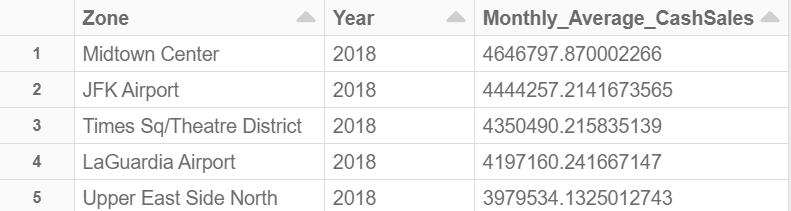 Zone Year Monthly_Average_CashSales
1 Midtown Center 2018 4646797.870002266
2 JFK Airport 2018 4444257.2141673565
3 Times Sq/Theatre District 2018 4350490.215835139
4 LaGuardia Airport 2018 4197160.241667147
5 Upper East Side North 2018 3979534.1325012743